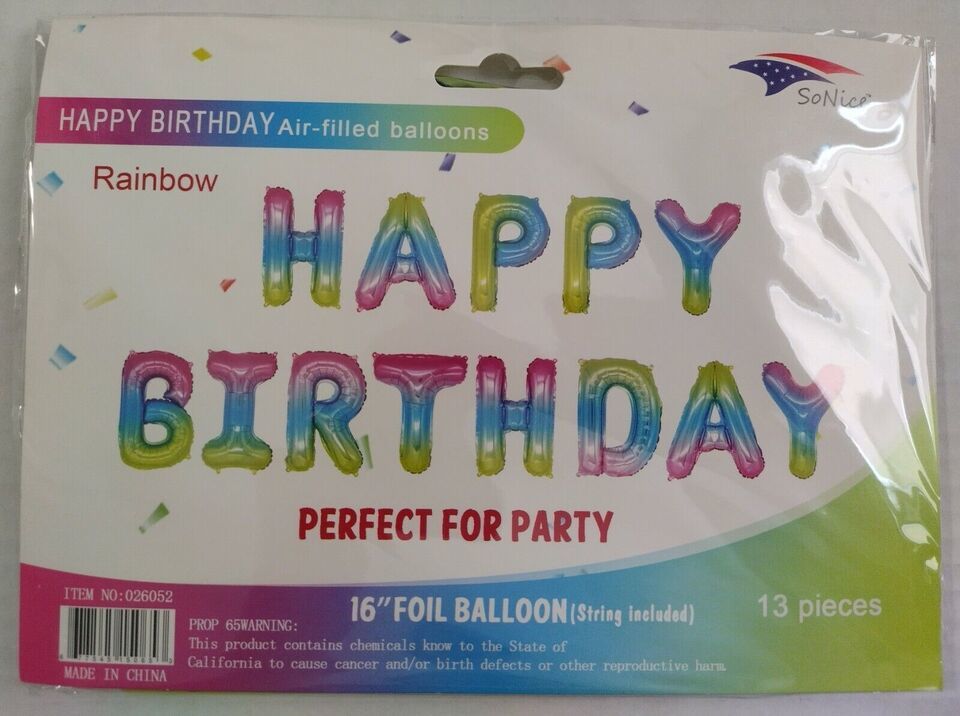 SoNice
HAPPY BIRTHDAY Air-filled balloons
Rainbow
HAPPY
BIRTHDAY
PERFECT FOR PARTY
ITEM NO:026052
16"FOIL BALLOON(String included)
13 pieces
PROP 65WARNING:
This product contains chemicals know to the State of
California to cause cancer and/or birth defects or other reproductive harm.
MADE IN CHINA